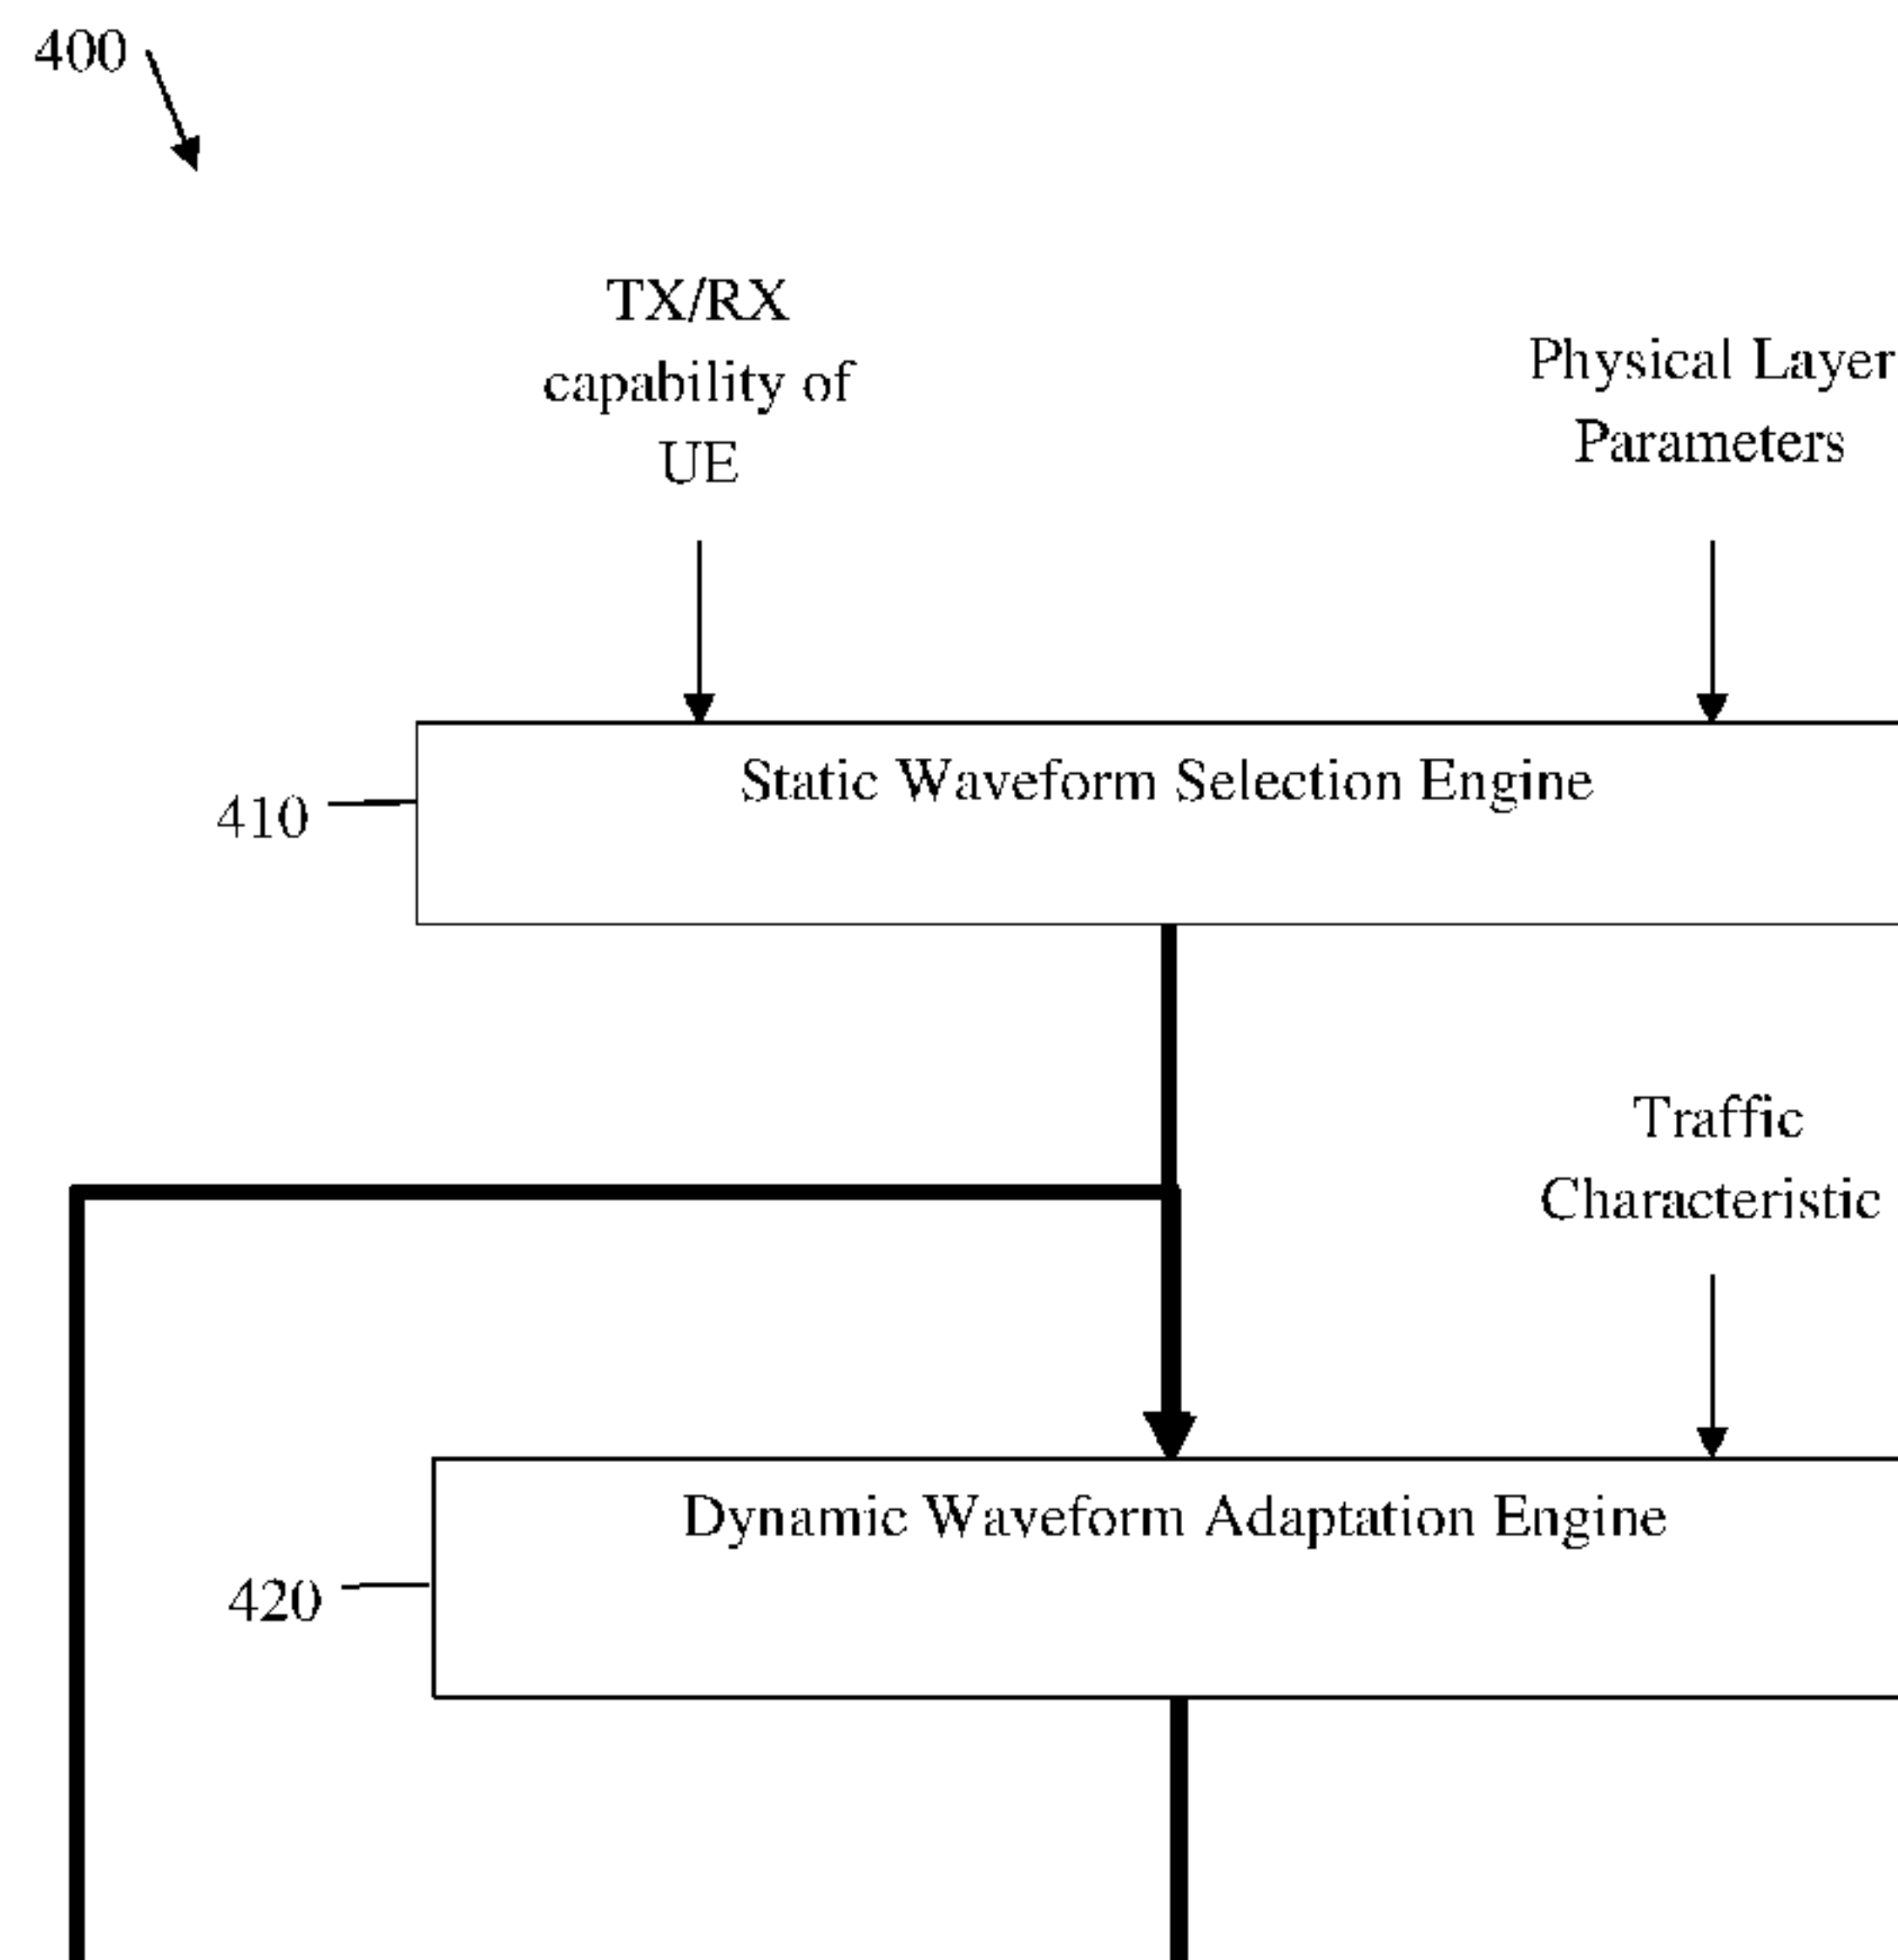 400
TX/RX
capability of
UE
Physical Layer
Parameters
Static Waveform Selection Engine
410
Traffic
Characteristic
Dynamic Waveform Adaptation Engine
420